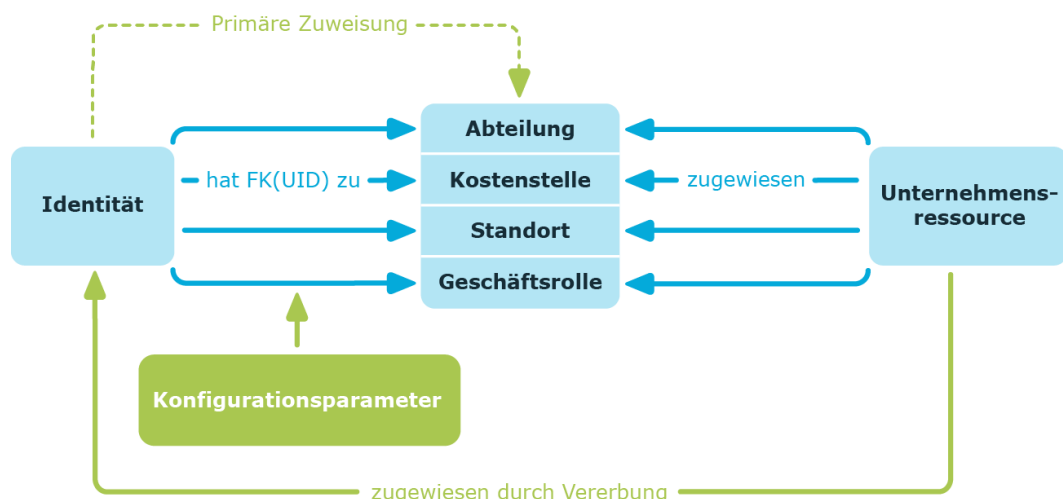 Primäre Zuweisung
Abteilung
hat FK(UID) zu
Kostenstelle
zugewiesen
Identität
Unternehmens-
ressource
Standort
Geschäftsrolle
Konfigurationsparameter
zugewiesen durch Vererbung